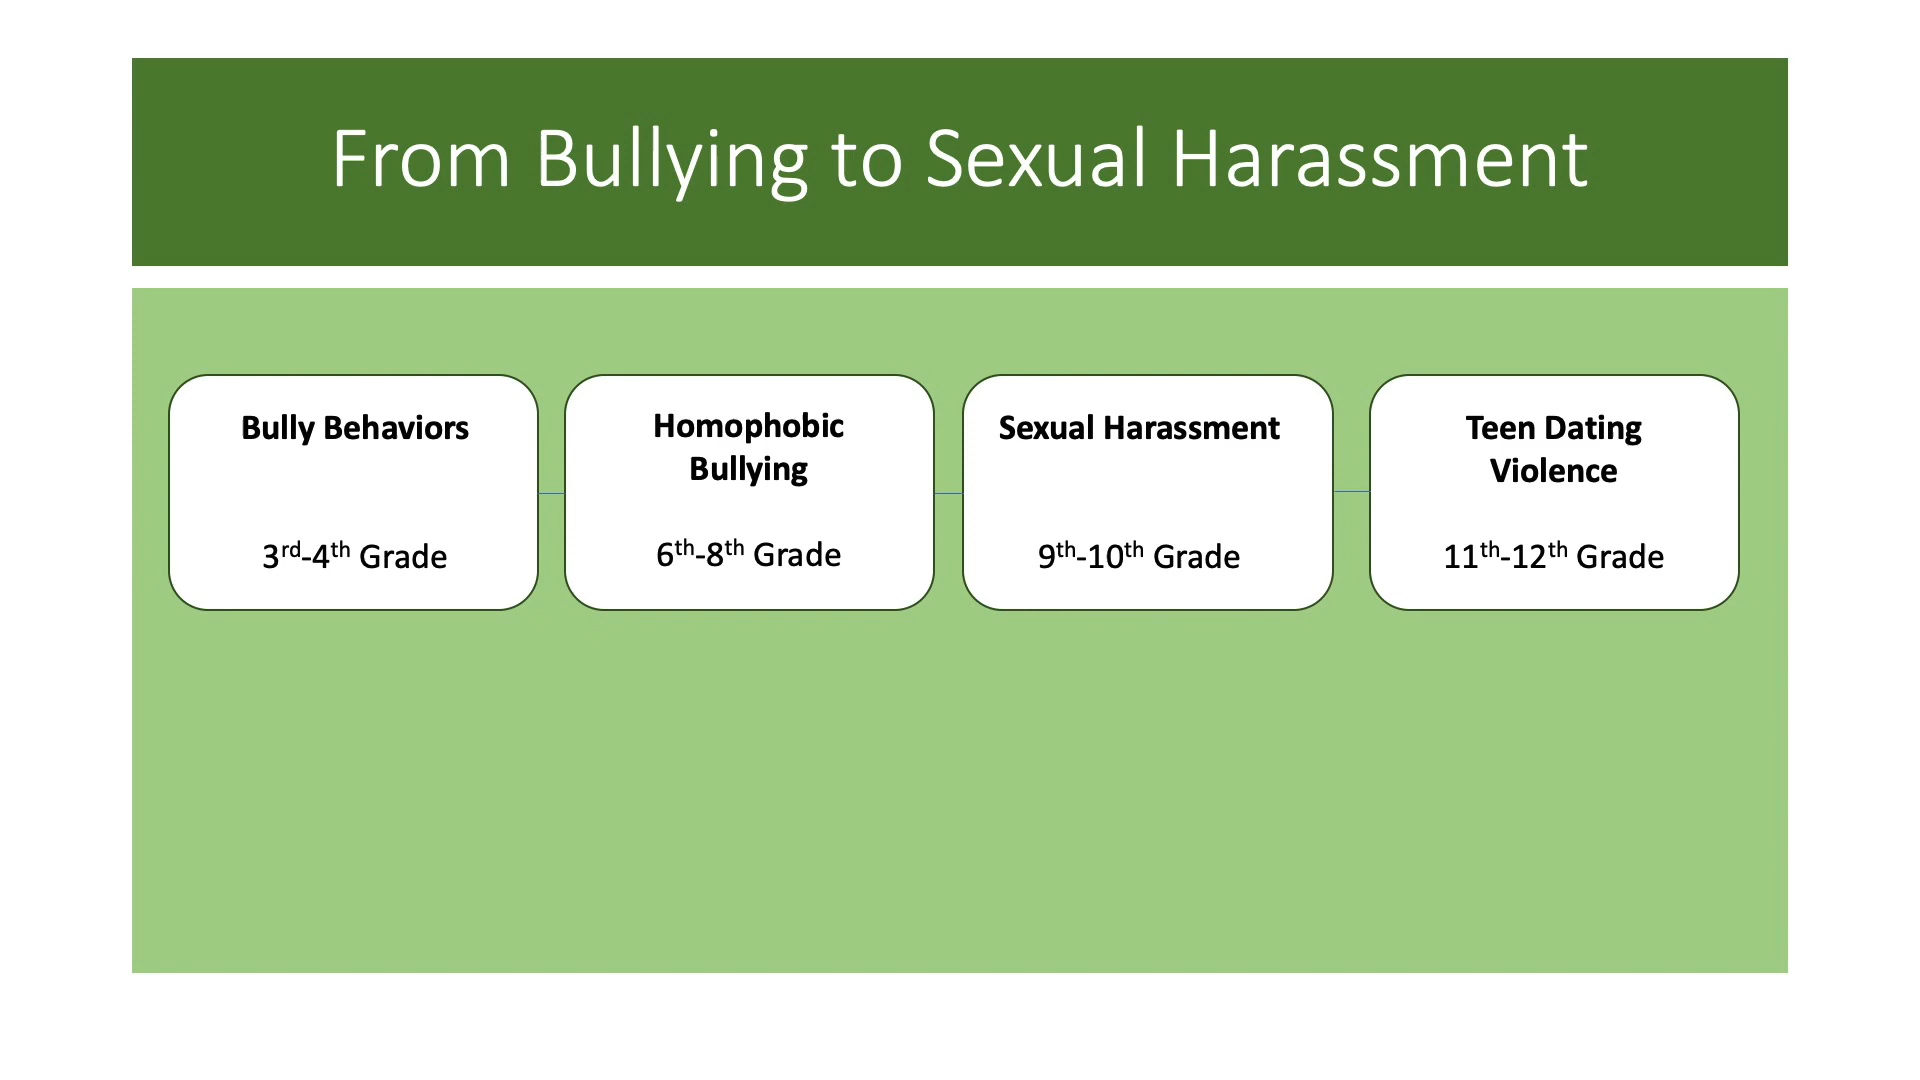 From Bullying to Sexual Harassment
Bully Behaviors
3rd-4th Grade
Homophobic
Bullying
6th-8th Grade
Sexual Harassment
9th-10th Grade
Teen Dating
Violence
11th-12th Grade